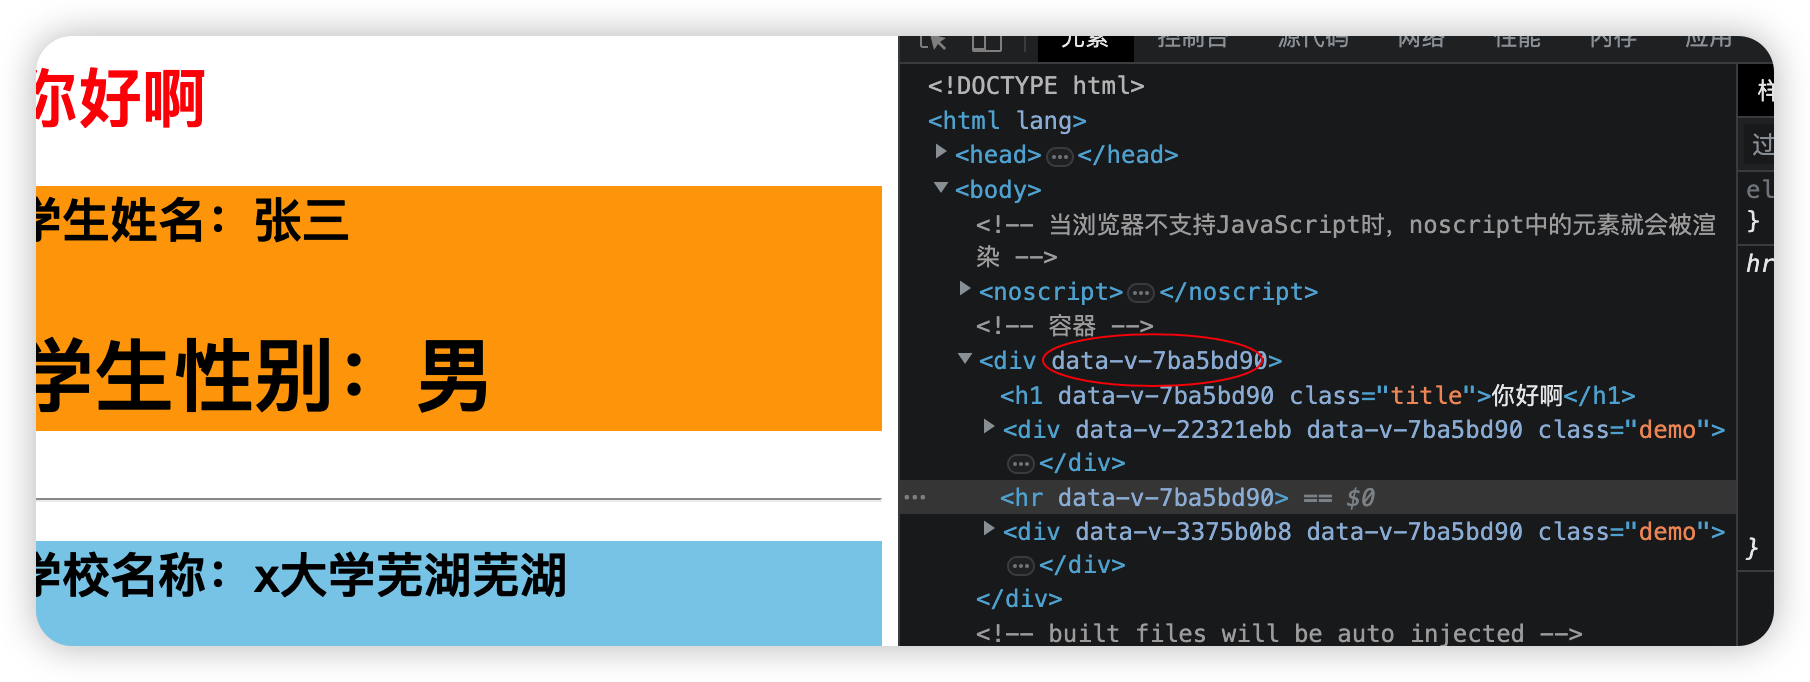 你好啊
学生姓名：张三
学生性别：男
学校名称：x大学芜湖芜湖
元素 控制台 源代码 网络 性能 内存 应用
<!DOCTYPE html>
<html lang>
<head>…</head>
<body>
<!-- 当浏览器不支持JavaScript时，noscript中的元素就会被渲
染 -->
<noscript>…</noscript>
<!-- 容器 -->
<div data-v-7ba5bd90>
<h1 data-v-7ba5bd90 class="title">你好啊</h1>
<div data-v-22321ebb data-v-7ba5bd90 class="demo">
…</div>
<hr data-v-7ba5bd90> == $0
<div data-v-3375b0b8 data-v-7ba5bd90 class="demo">
…</div>
</div>
<!-- built files will be auto injected -->
样
过
el
}
hr
}